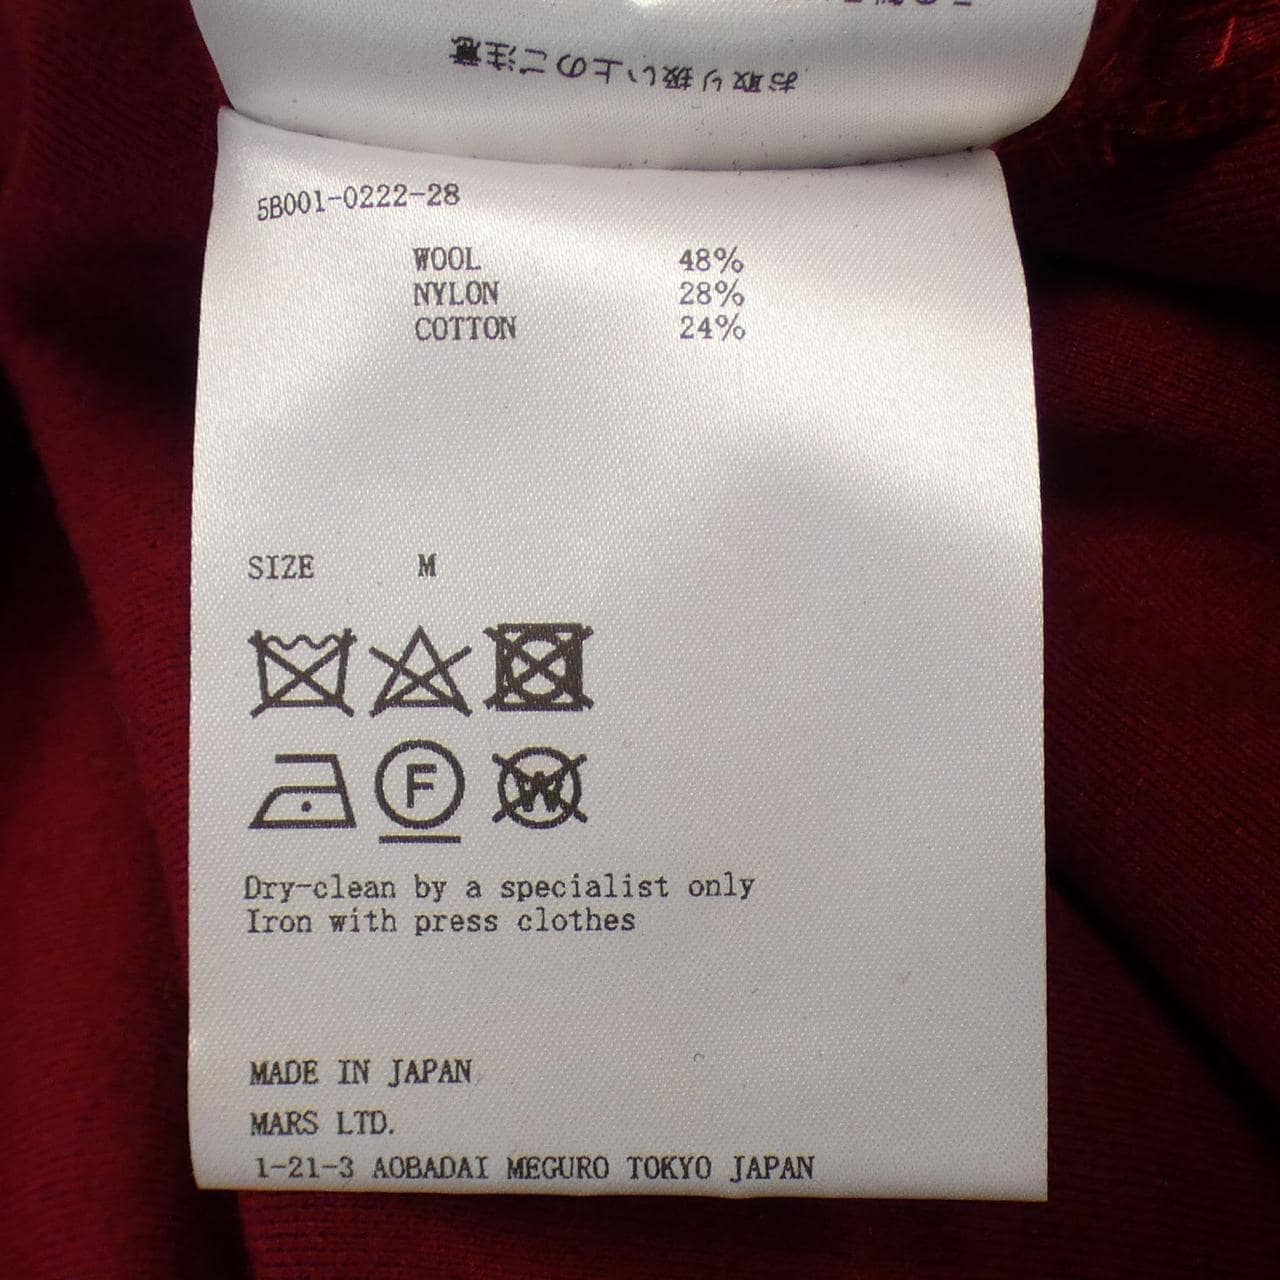 お取り扱い上のご注意
5B001-0222-28
WOOL 48%
NYLON 28%
COTTON 24%
SIZE M
F
W
Dry-clean by a specialist only
Iron with press clothes
MADE IN JAPAN
MARS LTD.
1-21-3 AOBADAI MEGURO TOKYO JAPAN